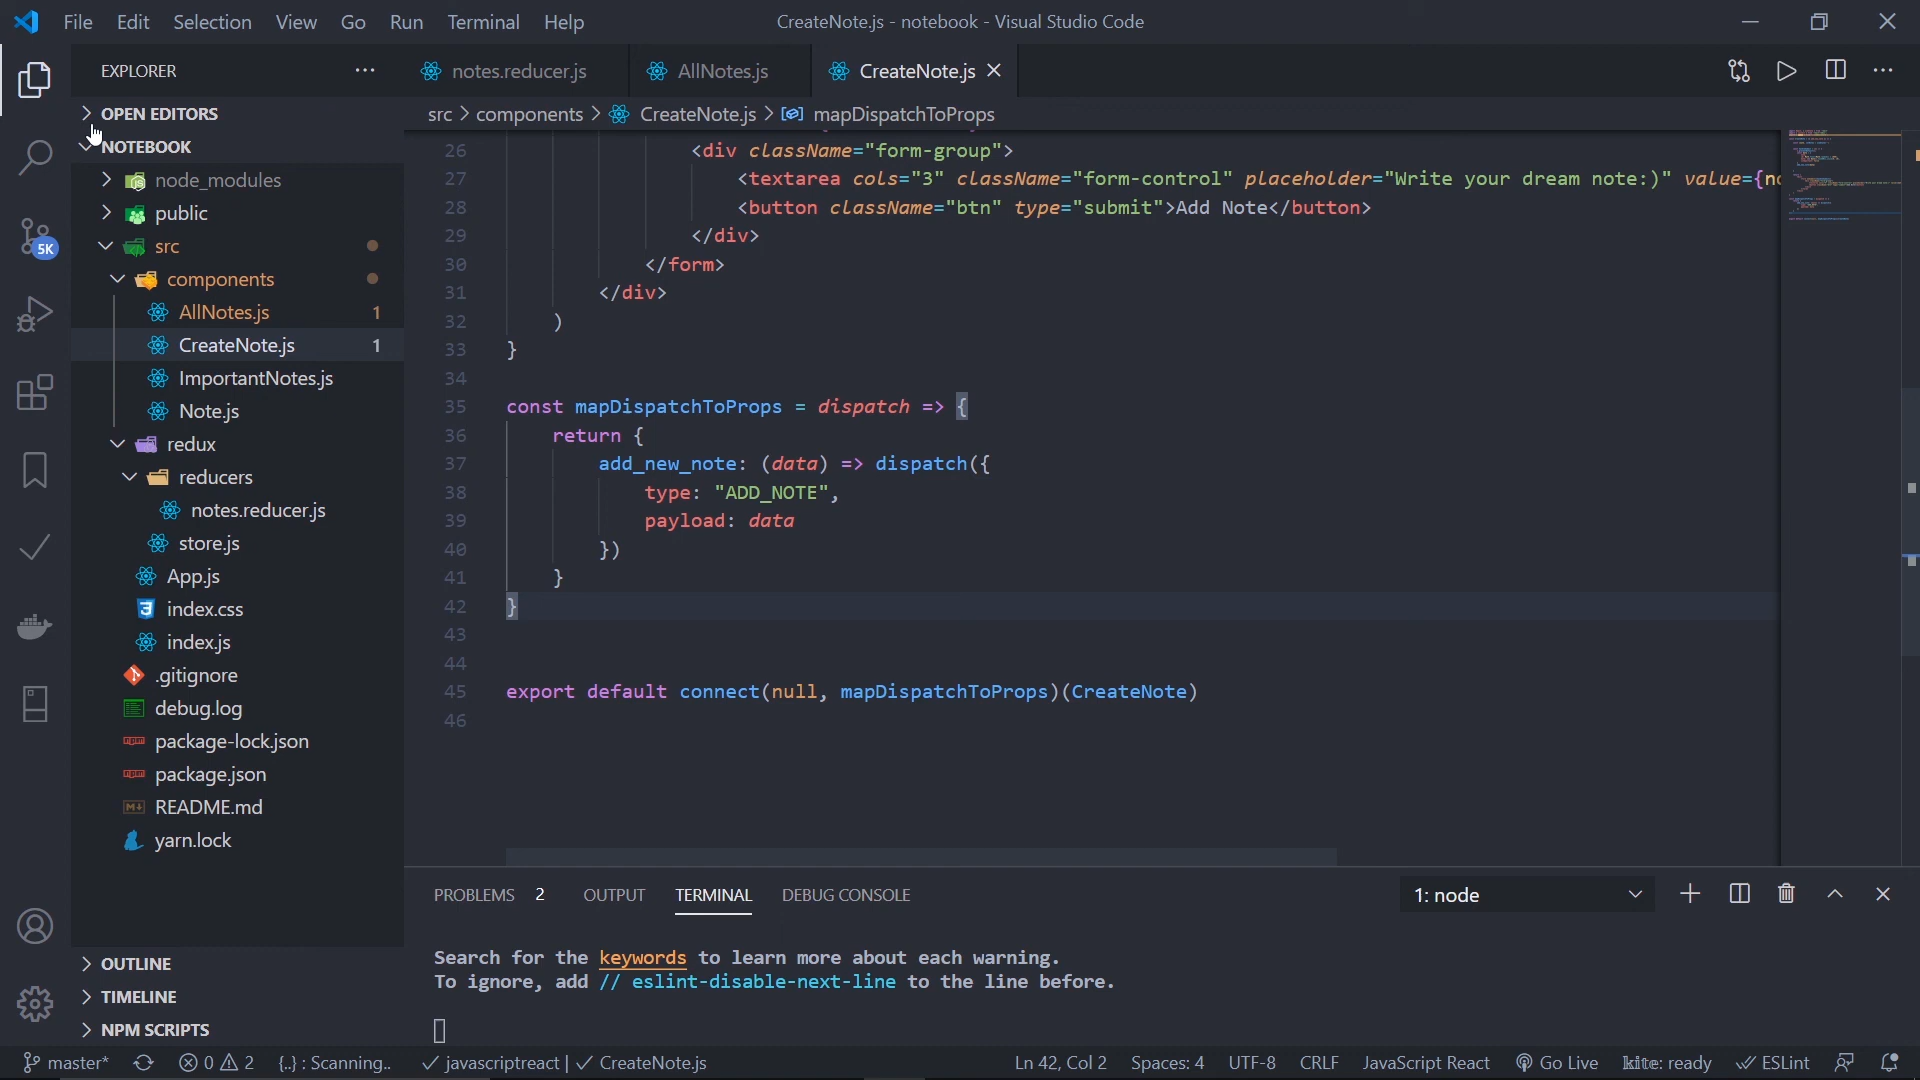 File Edit Selection View Go Run Terminal Help
CreateNote.js - notebook - Visual Studio Code
EXPLORER
notes.reducer.js
AllNotes.js
CreateNote.js
OPEN EDITORS
src > components > CreateNote.js > mapDispatchToProps
NOTEBOOK
node_modules
public
src
components
AllNotes.js 1
CreateNote.js 1
ImportantNotes.js
Note.js
redux
reducers
notes.reducer.js
store.js
App.js
index.css
index.js
.gitignore
debug.log
package-lock.json
package.json
README.md
yarn.lock
OUTLINE
TIMELINE
NPM SCRIPTS
5K
26 <div className="form-group">
27 <textarea cols="3" className="form-control" placeholder="Write your dream note:)" value={no
28 <button className="btn" type="submit">Add Note</button>
29 </div>
30 </form>
31 </div>
32 )
33 }
34
35 const mapDispatchToProps = dispatch => {
36 return {
37 add_new_note: (data) => dispatch({
38 type: "ADD_NOTE",
39 payload: data
40 })
41 }
42 }
43
44
45 export default connect(null, mapDispatchToProps)(CreateNote)
46
PROBLEMS 2 OUTPUT TERMINAL DEBUG CONSOLE
1: node
Search for the keywords to learn more about each warning.
To ignore, add // eslint-disable-next-line to the line before.
master* 0 2 {..} : Scanning.. javascriptreact | CreateNote.js
Ln 42, Col 2 Spaces: 4 UTF-8 CRLF JavaScript React Go Live kite: ready ESLint